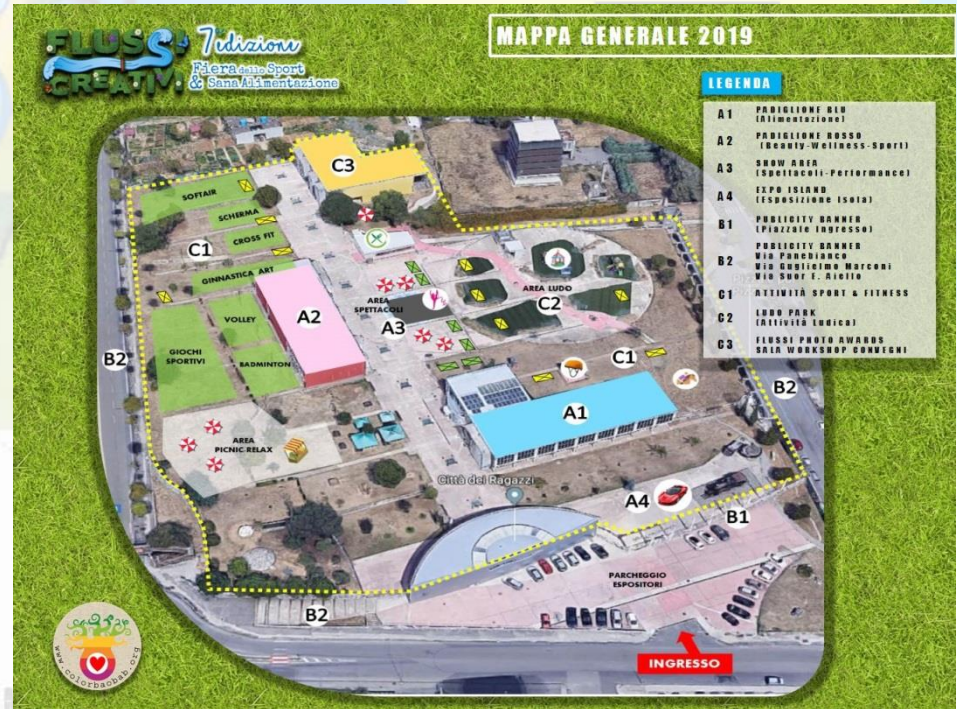 FLUSSI
CREATIVI
7 edizione
Fiera dello Sport
& Sana Alimentazione
MAPPA GENERALE 2019
LEGENDA
A1 PADIGLIONE BLU
(Alimentazione)
A2 PADIGLIONE ROSSO
(Beauty-Wellness-Sport)
A3 SHOW AREA
(Spettacoli-Performance)
A4 EXPO ISLAND
(Esposizione Isola)
B1 PUBLICITY BANNER
(Piazzale Ingresso)
B2 PUBLICITY BANNER
Via Panebianco
Via Guglielmo Marconi
Via Suor E. Aiello
C1 ATTIVITÀ SPORT & FITNESS
C2 LUDO PARK
(Attività Ludica)
C3 FLUSSI PHOTO AWARDS
SALA WORKSHOP CONVEGNI
C3
SOFTAIR
SCHERMA
CROSS FIT
C1
GINNASTICA ART
AREA LUDO
C2
AREA
SPETTACOLI
A3
A2
VOLLEY
GIOCHI
SPORTIVI
BADMINTON
B2
C1
B2
A1
AREA
PICNIC-RELAX
Città dei Ragazzi
A4
B1
PARCHEGGIO
ESPOSITORI
B2
INGRESSO
www.colorbaobab.org